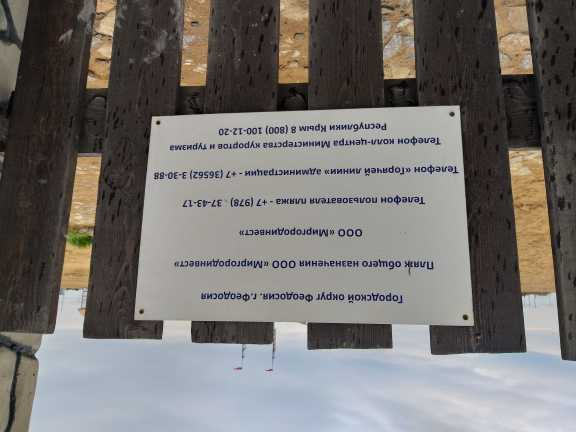 Городской округ Феодосия. г.Феодосия
Пляж общего назначения ООО «Миргородинвест»
ООО «Миргородинвест»
Телефон пользователя пляжа - +7 (978) 37-43-17
Телефон «Горячей линии» администрации - +7 (36562) 3-30-88
Телефон колл-центра Министерства курортов и туризма
Республики Крым 8 (800) 100-12-20